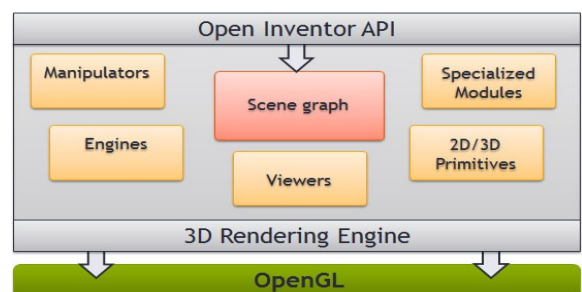 Open Inventor API
Manipulators
Scene graph
Specialized
Modules
Engines
Viewers
2D/3D
Primitives
3D Rendering Engine
OpenGL